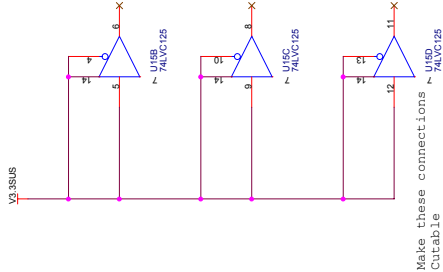 V3.3SUS
6
4
14
5
U15B
74LVC125
7
8
10
14
9
U15C
74LVC125
7
11
13
14
12
U15D
74LVC125
7
Make these connections
Cutable